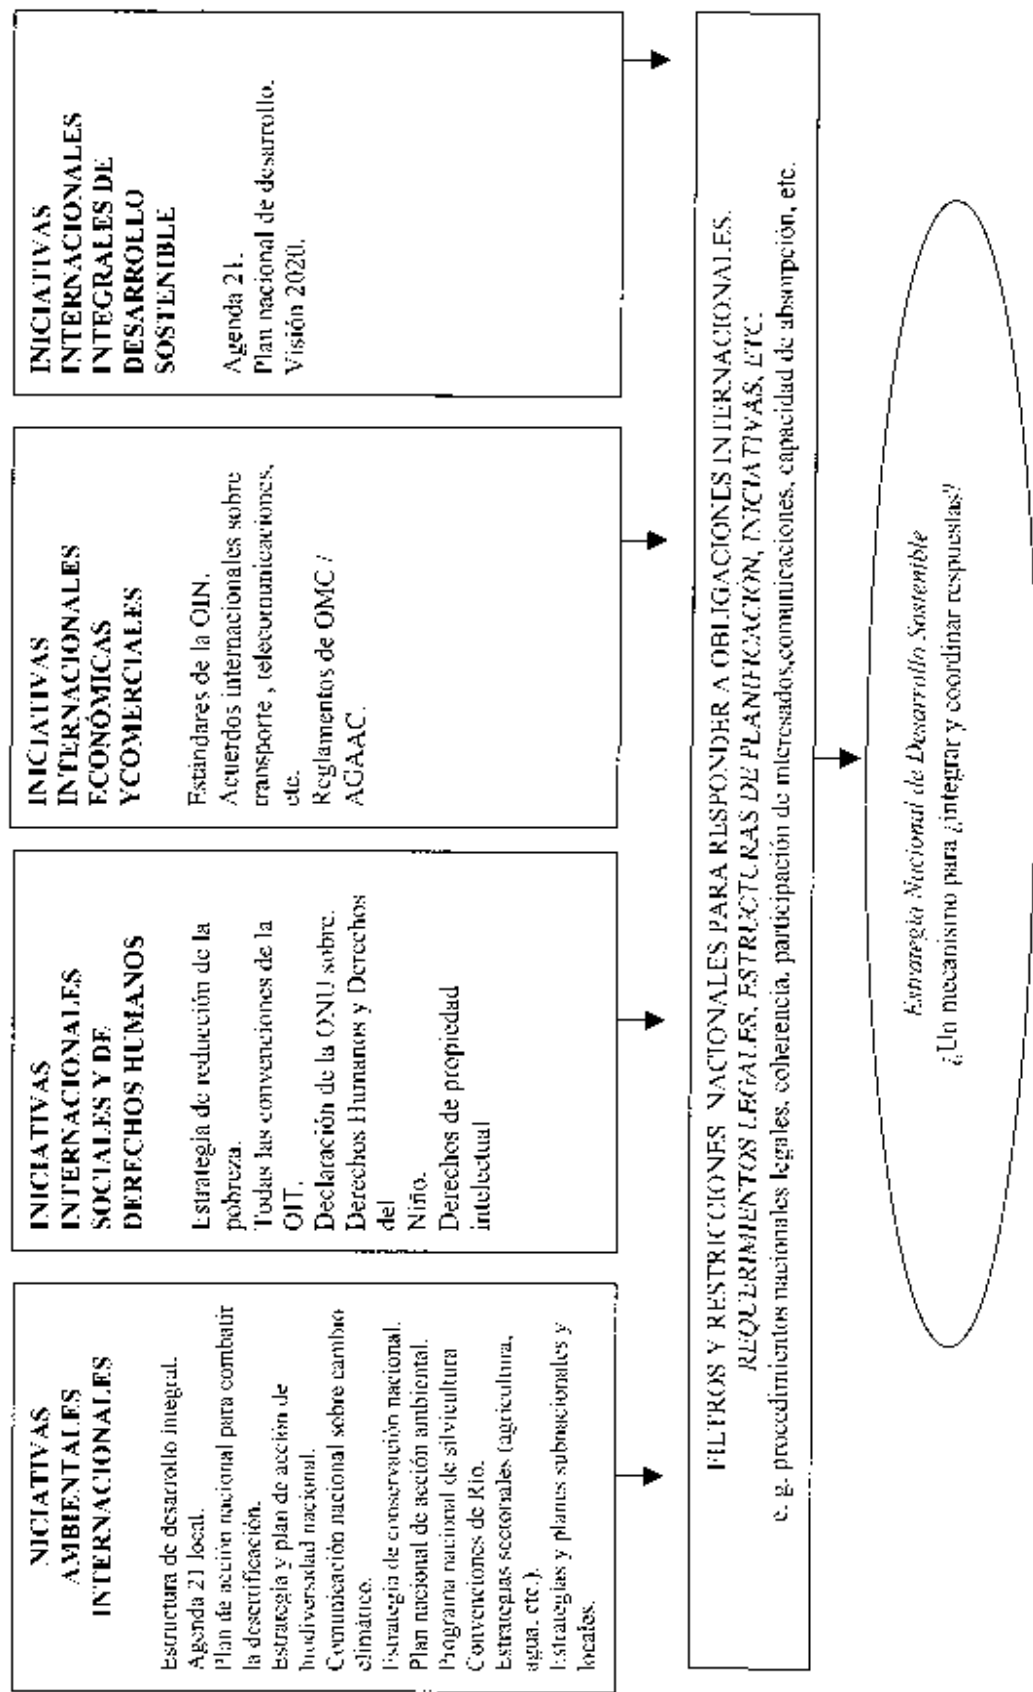 NICIATIVAS
AMBIENTALES
INTERNACIONALES
Estructura de desarrollo integral.
Agenda 21 local.
Plan de acción nacional para combatir
la desertificación.
Estrategia y plan de acción de
biodiversidad nacional.
Comunicación nacional sobre cambio
climático.
Estrategia de conservación nacional.
Plan nacional de acción ambiental.
Programa nacional de silvicultura
Convenciones de Río.
Estrategias sectoriales (agricultura,
agua, etc.).
Estrategias y planes subnacionales y
locales.
INICIATIVAS
INTERNACIONALES
SOCIALES Y DE
DERECHOS HUMANOS
Estrategia de reducción de la
pobreza.
Todas las convenciones de la
OIT.
Declaración de la ONU sobre.
Derechos Humanos y Derechos
del
Niño.
Derechos de propiedad
intelectual
INICIATIVAS
INTERNACIONALES
ECONÓMICAS
YCOMERCIALES
Estándares de la OIN.
Acuerdos internacionales sobre
transporte , telecomunicaciones,
etc.
Reglamentos de OMC /
AGAAC.
INICIATIVAS
INTERNACIONALES
INTEGRALES DE
DESARROLLO
SOSTENIBLE
Agenda 21.
Plan nacional de desarrollo.
Visión 2020.
FILTROS Y RESTRICCIONES NACIONALES PARA RESPONDER A OBLIGACIONES INTERNACIONALES.
REQUERIMIENTOS LEGALES, ESTRUCTURAS DE PLANIFICACIÓN, INICIATIVAS, ETC.
e. g. procedimientos nacionales legales, coherencia, participación de interesados,comunicaciones, capacidad de absorpción, etc.
Estrategia Nacional de Desarrollo Sostenible
¿Un mecanismo para ¿integrar y coordinar respuestas?